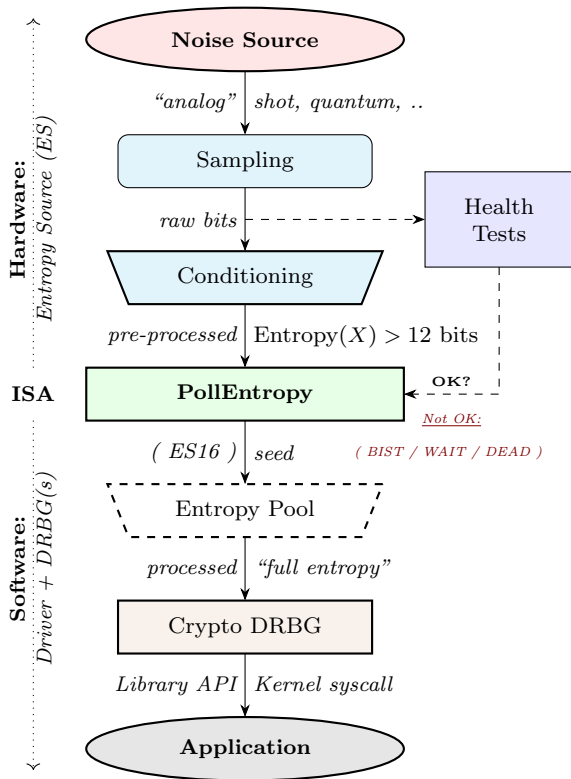 Noise Source
“analog” shot, quantum, ..
Sampling
raw bits
Health
Tests
Conditioning
pre-processed Entropy(X) > 12 bits
PollEntropy
OK?
Not OK:
( BIST / WAIT / DEAD )
( ES16 ) seed
Entropy Pool
processed “full entropy”
Crypto DRBG
Library API Kernel syscall
Application
Hardware:
Entropy Source (ES)
ISA
Software:
Driver + DRBG(s)